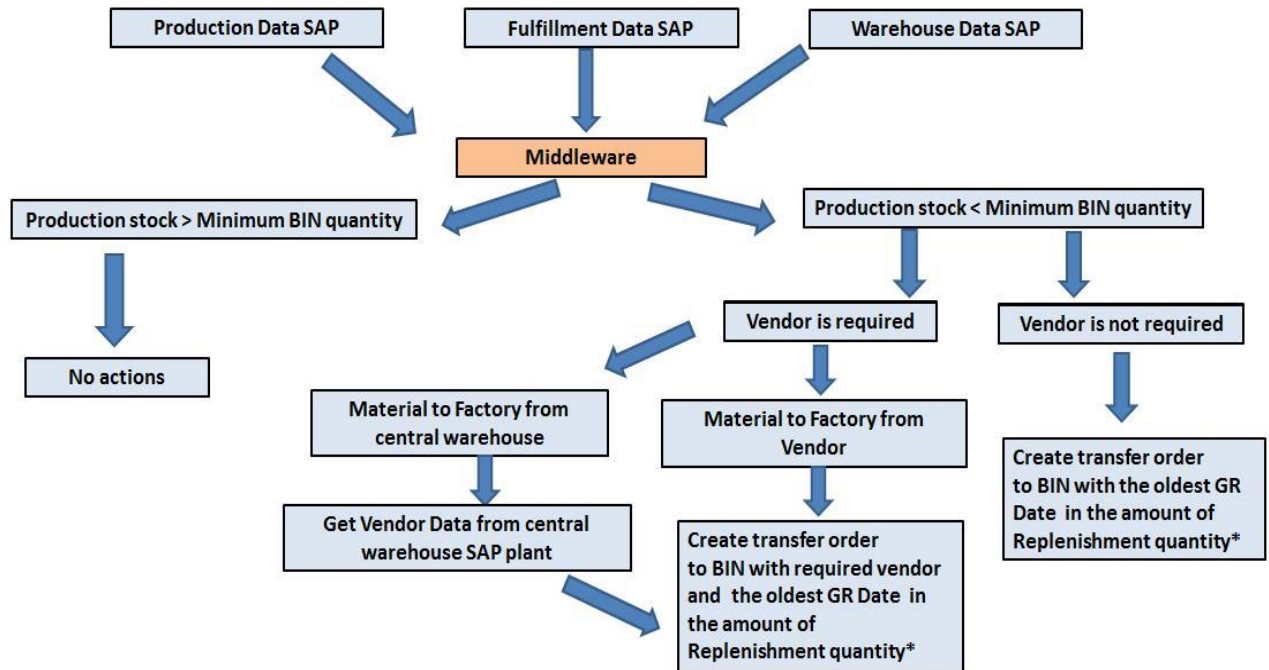 Production Data SAP
Fulfillment Data SAP
Warehouse Data SAP
Middleware
Production stock > Minimum BIN quantity
Production stock < Minimum BIN quantity
Vendor is required
Vendor is not required
No actions
Material to Factory from
central warehouse
Material to Factory from
Vendor
Create transfer order
to BIN with the oldest GR
Date in the amount of
Replenishment quantity*
Get Vendor Data from central
warehouse SAP plant
Create transfer order
to BIN with required vendor
and the oldest GR Date in
the amount of
Replenishment quantity*